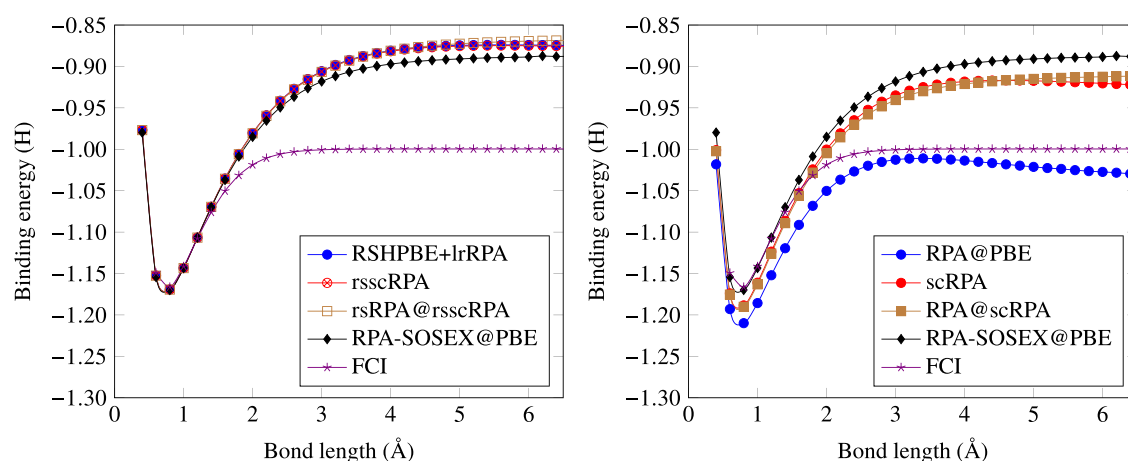 −0.85
−0.90
−0.95
−1.00
−1.05
−1.10
−1.15
−1.20
−1.25
−1.30
0 1 2 3 4 5 6
Binding energy (H)
Bond length (Å)
RSHPBE+lrRPA
rsscRPA
rsRPA@rsscRPA
RPA-SOSEX@PBE
FCI
−0.85
−0.90
−0.95
−1.00
−1.05
−1.10
−1.15
−1.20
−1.25
−1.30
0 1 2 3 4 5 6
Binding energy (H)
Bond length (Å)
RPA@PBE
scRPA
RPA@scRPA
RPA-SOSEX@PBE
FCI